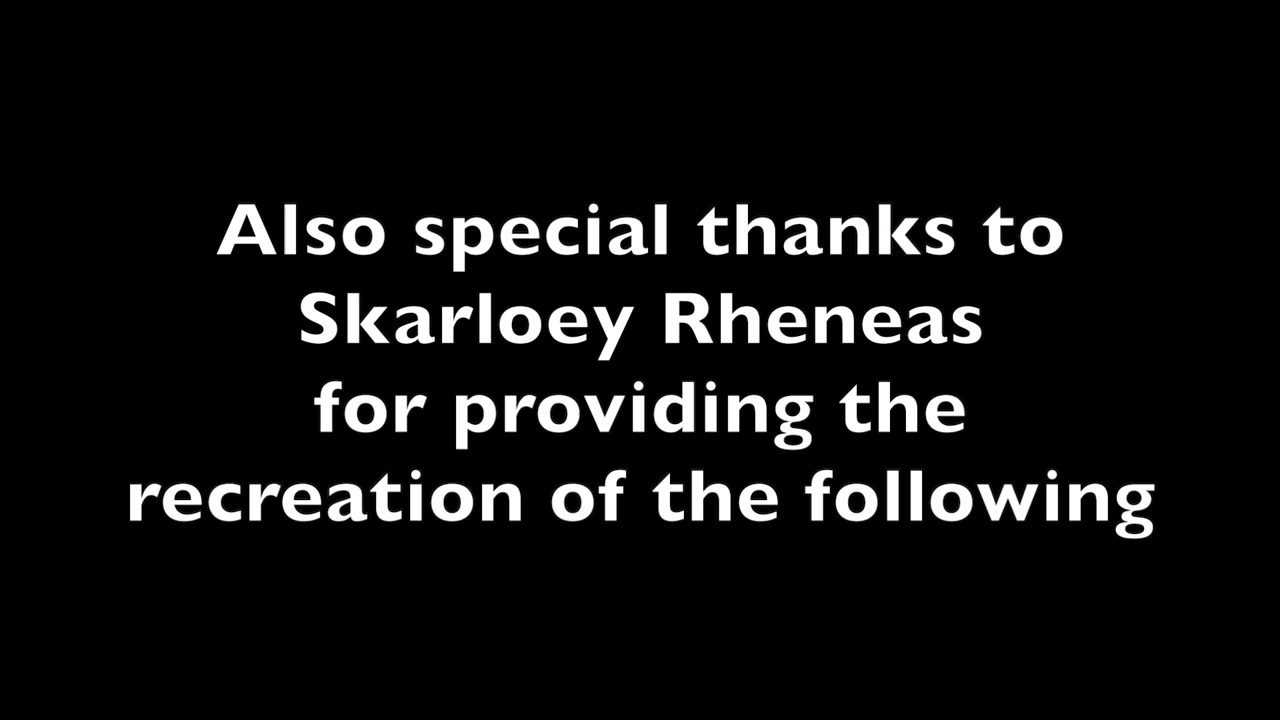 Also special thanks to
Skarloey Rheneas
for providing the
recreation of the following